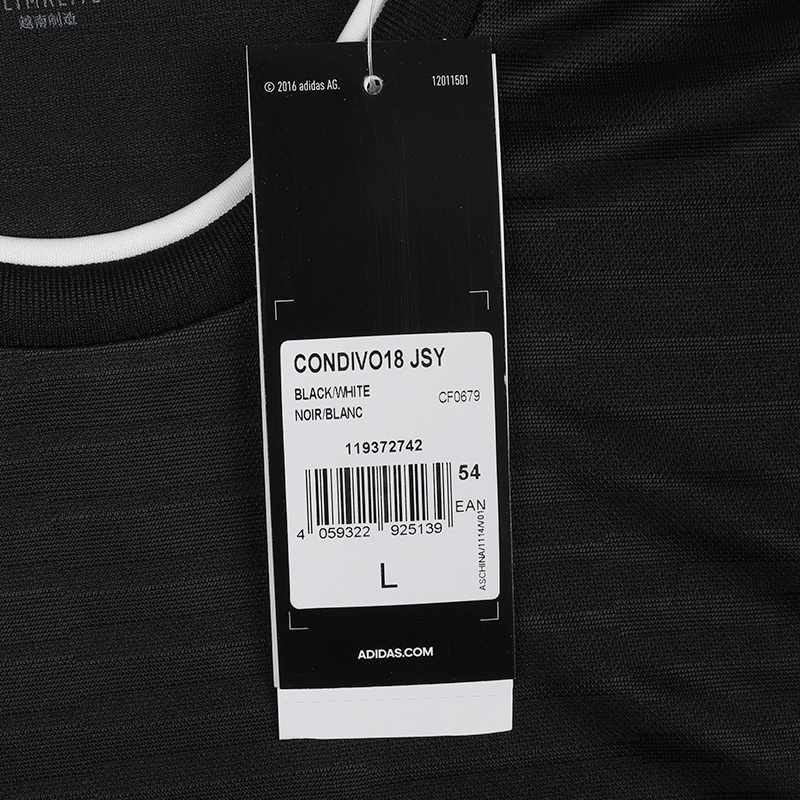 越南制造
© 2016 adidas AG.
12011501
CONDIVO18 JSY
BLACK/WHITE
NOIR/BLANC
CF0679
119372742
54
EAN
4 059322 925139
L
ASCHINA/1114/V017
ADIDAS.COM